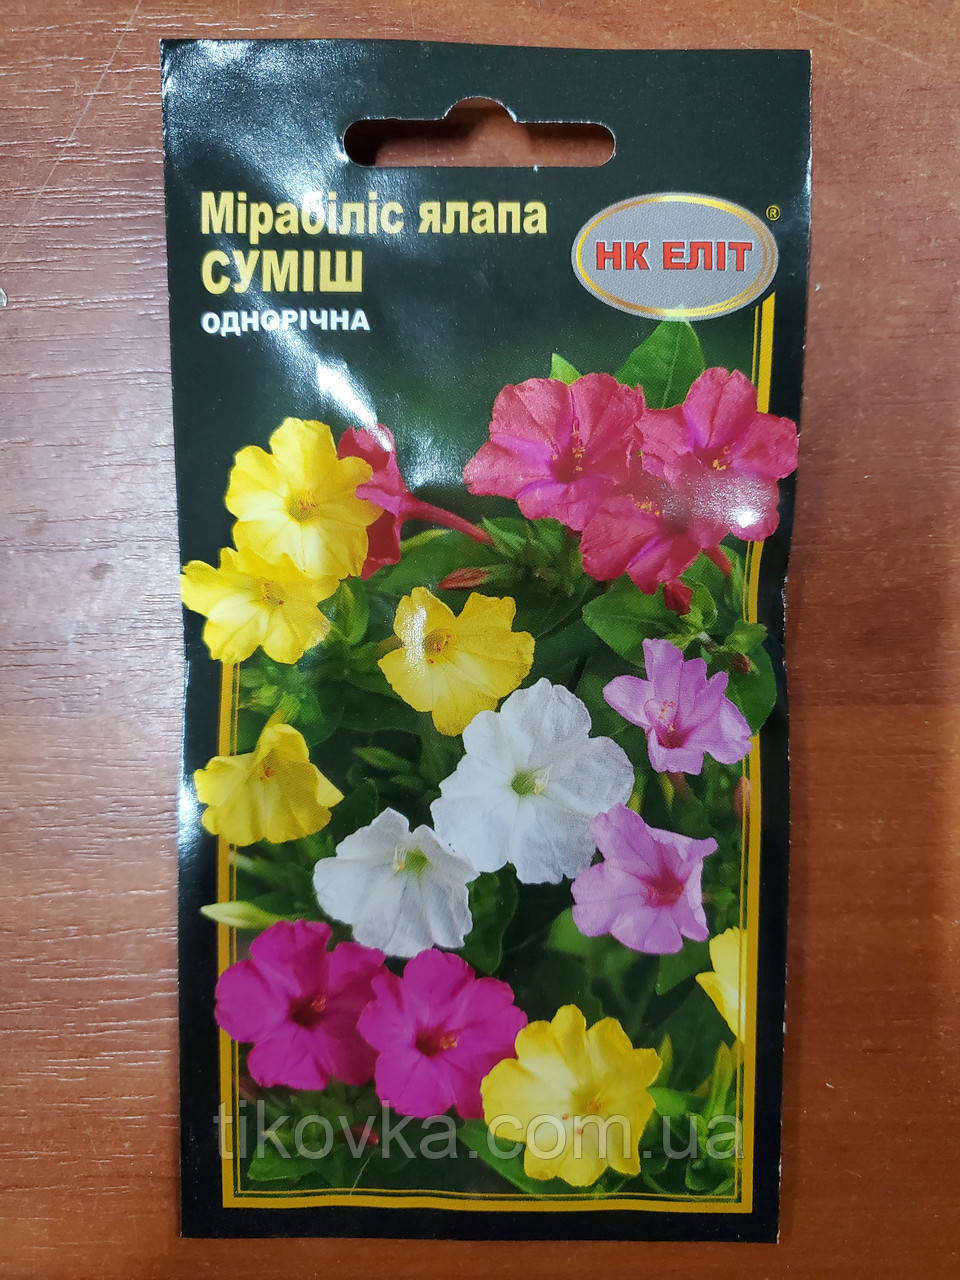 Мірабіліс ялапа
СУМІШ
ОДНОРІЧНА
НК ЕЛІТ
®
tikovka.com.ua